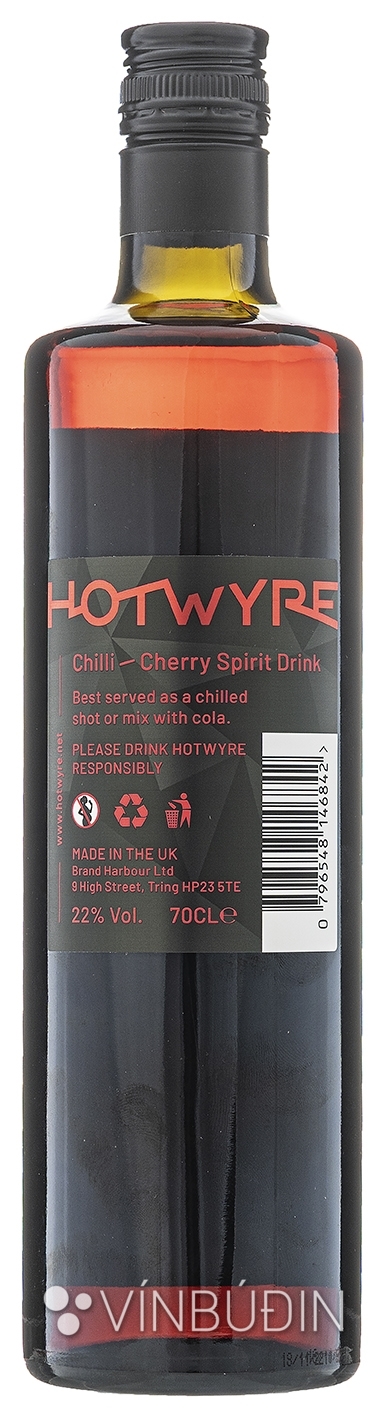 HOTWYRE
Chilli – Cherry Spirit Drink
Best served as a chilled
shot or mix with cola.
PLEASE DRINK HOTWYRE
RESPONSIBLY
www.hotwyre.net
MADE IN THE UK
Brand Harbour Ltd
9 High Street, Tring HP23 5TE
22% Vol. 70CL℮
0 796548 146842 >
VÍNBÚÐIN